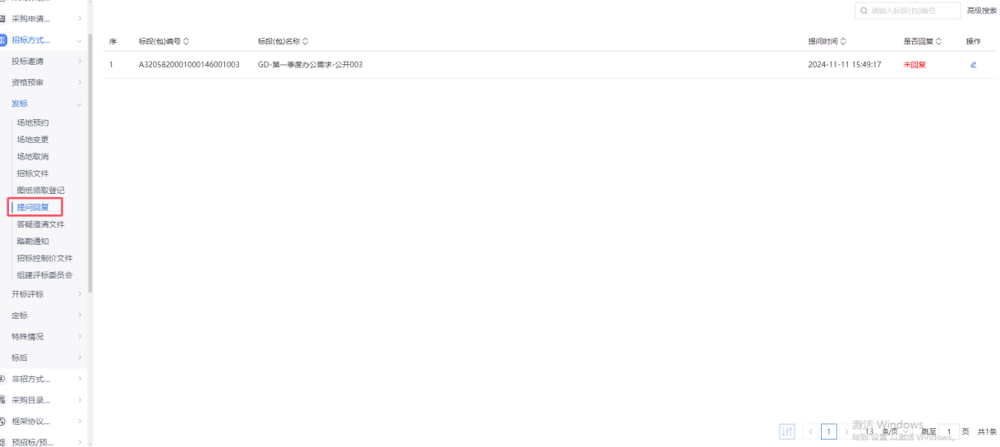 请输入标段(包)编号
高级搜索
采购申请...
招标方式...
投标邀请
资格预审
发标
场地预约
场地变更
场地取消
招标文件
图纸领取登记
提问回复
答疑澄清文件
踏勘通知
招标控制价文件
组建评标委员会
开标评标
定标
特殊情况
标后
非招方式...
采购目录...
框架协议...
预招标/预...
序 标段(包)编号 标段(包)名称 提问时间 是否回复 操作
1 A3205820001000146001003 GD-第一季度办公需求-公开003 2024-11-11 15:49:17 未回复
1 13 条/页 跳至 1 页 共1条
激活 Windows
转到"设置"以激活 Windows。